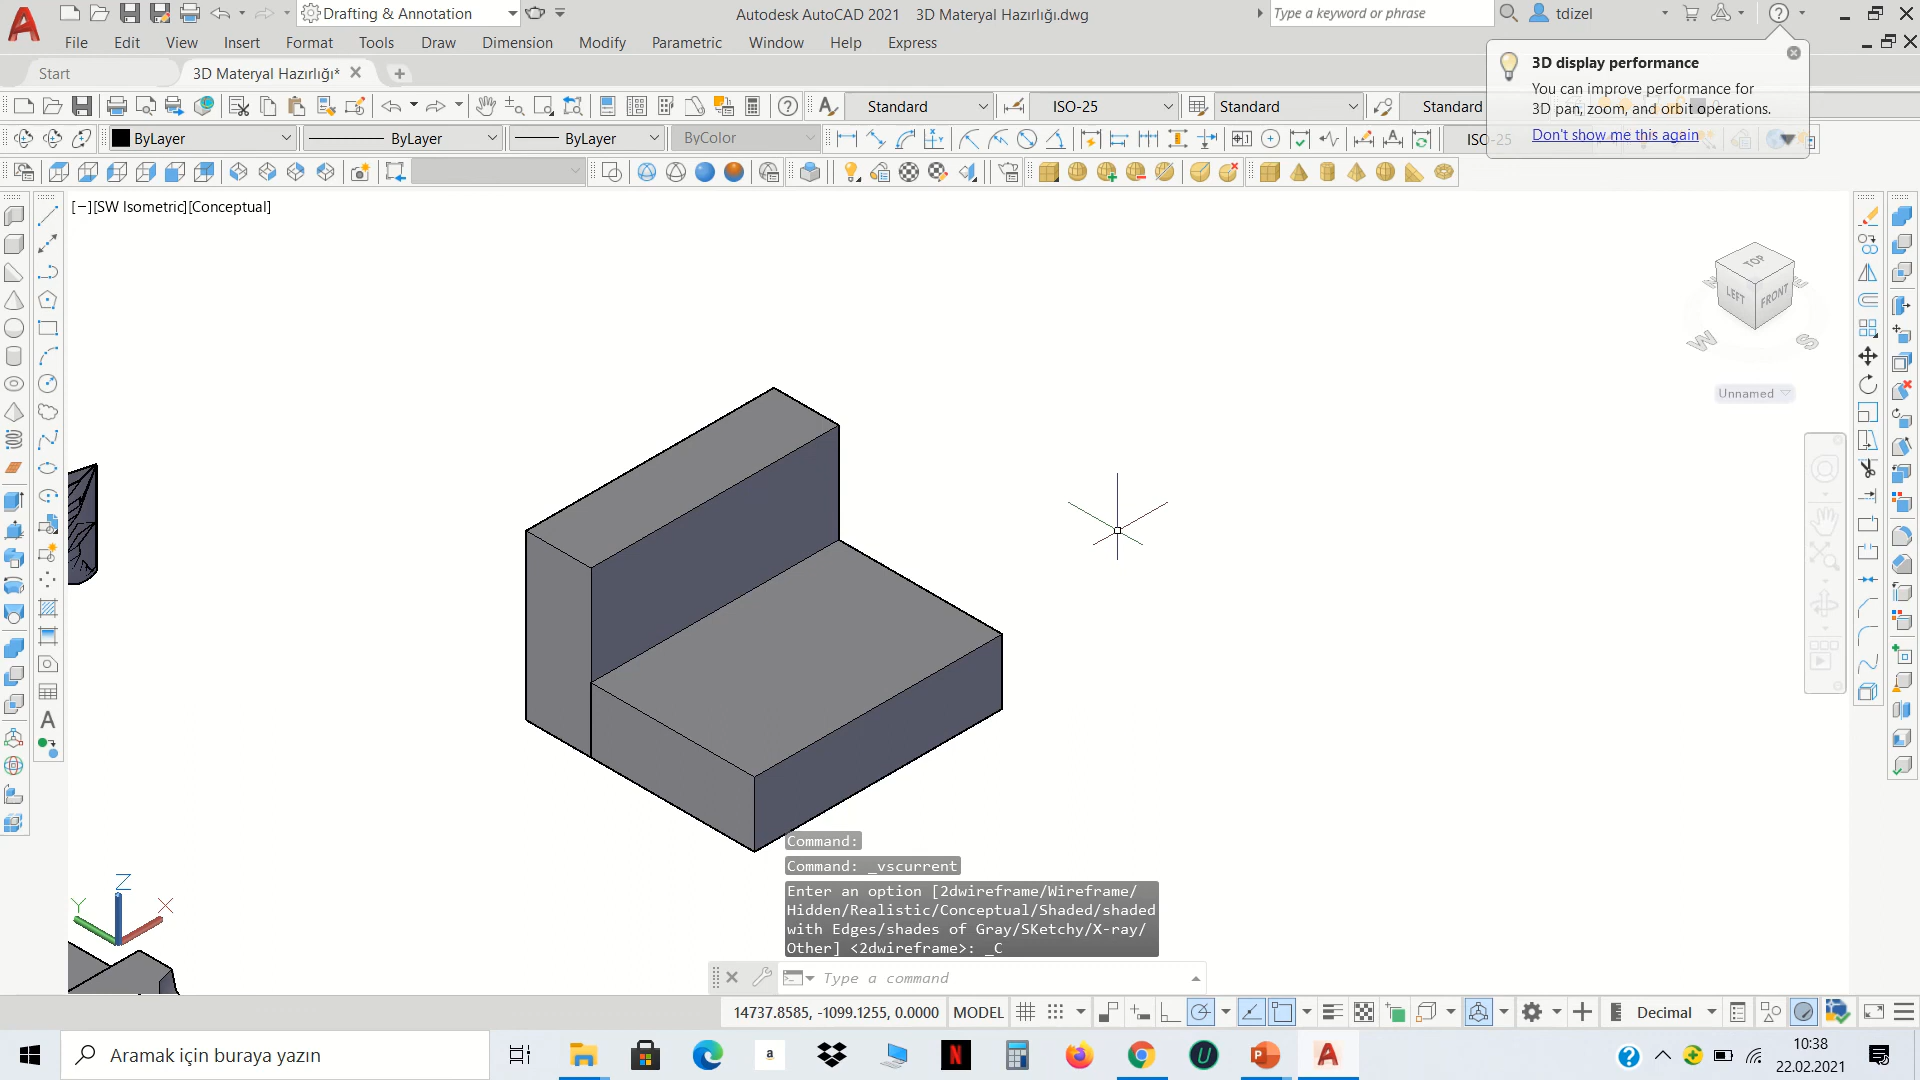 Drafting & Annotation
Autodesk AutoCAD 2021 3D Materyal Hazırlığı.dwg
Type a keyword or phrase
tdizel
File Edit View Insert Format Tools Draw Dimension Modify Parametric Window Help Express
Start
3D Materyal Hazırlığı*
3D display performance
You can improve performance for
3D pan, zoom, and orbit operations.
Don't show me this again
Standard
ISO-25
Standard
Standard
ByLayer
ByLayer
ByLayer
ByColor
ISO-25
[−][SW Isometric][Conceptual]
TOP
LEFT
FRONT
W
S
Unnamed
Z
Y
X
Command:
Command: _vscurrent
Enter an option [2dwireframe/Wireframe/
Hidden/Realistic/Conceptual/Shaded/shaded
with Edges/shades of Gray/SKetchy/X-ray/
Other] <2dwireframe>: _C
Type a command
14737.8585, -1099.1255, 0.0000
MODEL
Decimal
Aramak için buraya yazın
10:38
22.02.2021